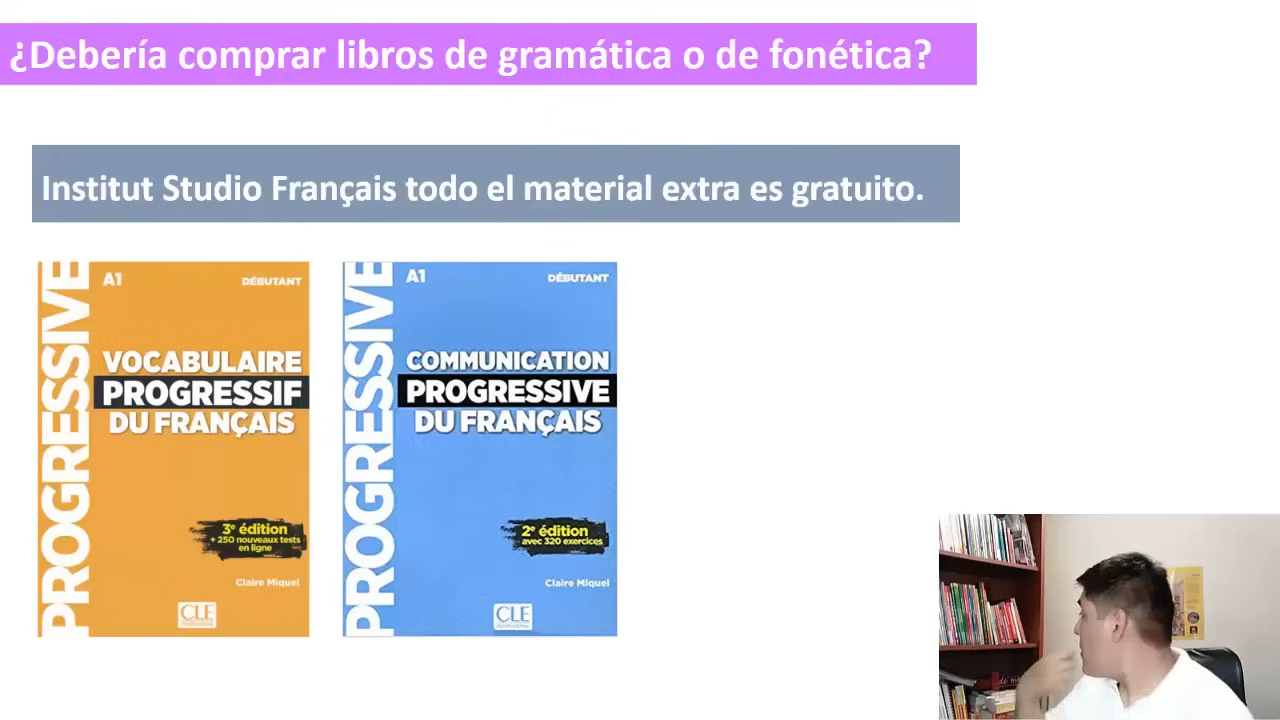 ¿Debería comprar libros de gramática o de fonética?
Institut Studio Français todo el material extra es gratuito.
PROGRESSIVE
A1
DÉBUTANT
VOCABULAIRE
PROGRESSIF
DU FRANÇAIS
3e édition
+ 250 nouveaux tests
en ligne
Claire Miquel
CLE
PROGRESSIVE
A1
DÉBUTANT
COMMUNICATION
PROGRESSIVE
DU FRANÇAIS
2e édition
avec 320 exercices
Claire Miquel
CLE